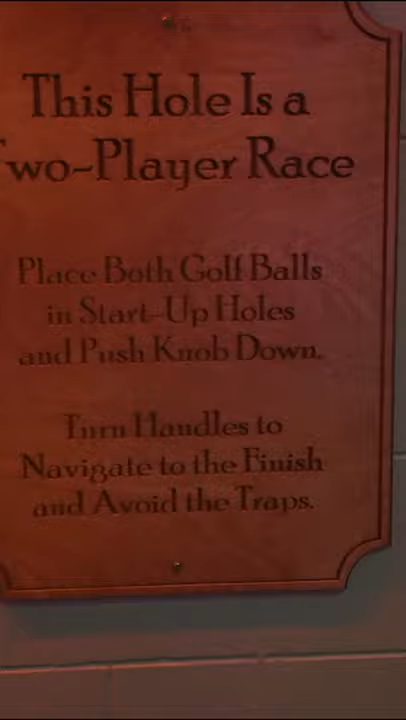 This Hole Is a
Two-Player Race
Place Both Golf Balls
in Start-Up Holes
and Push Knob Down.
Turn Handles to
Navigate to the Finish
and Avoid the Traps.